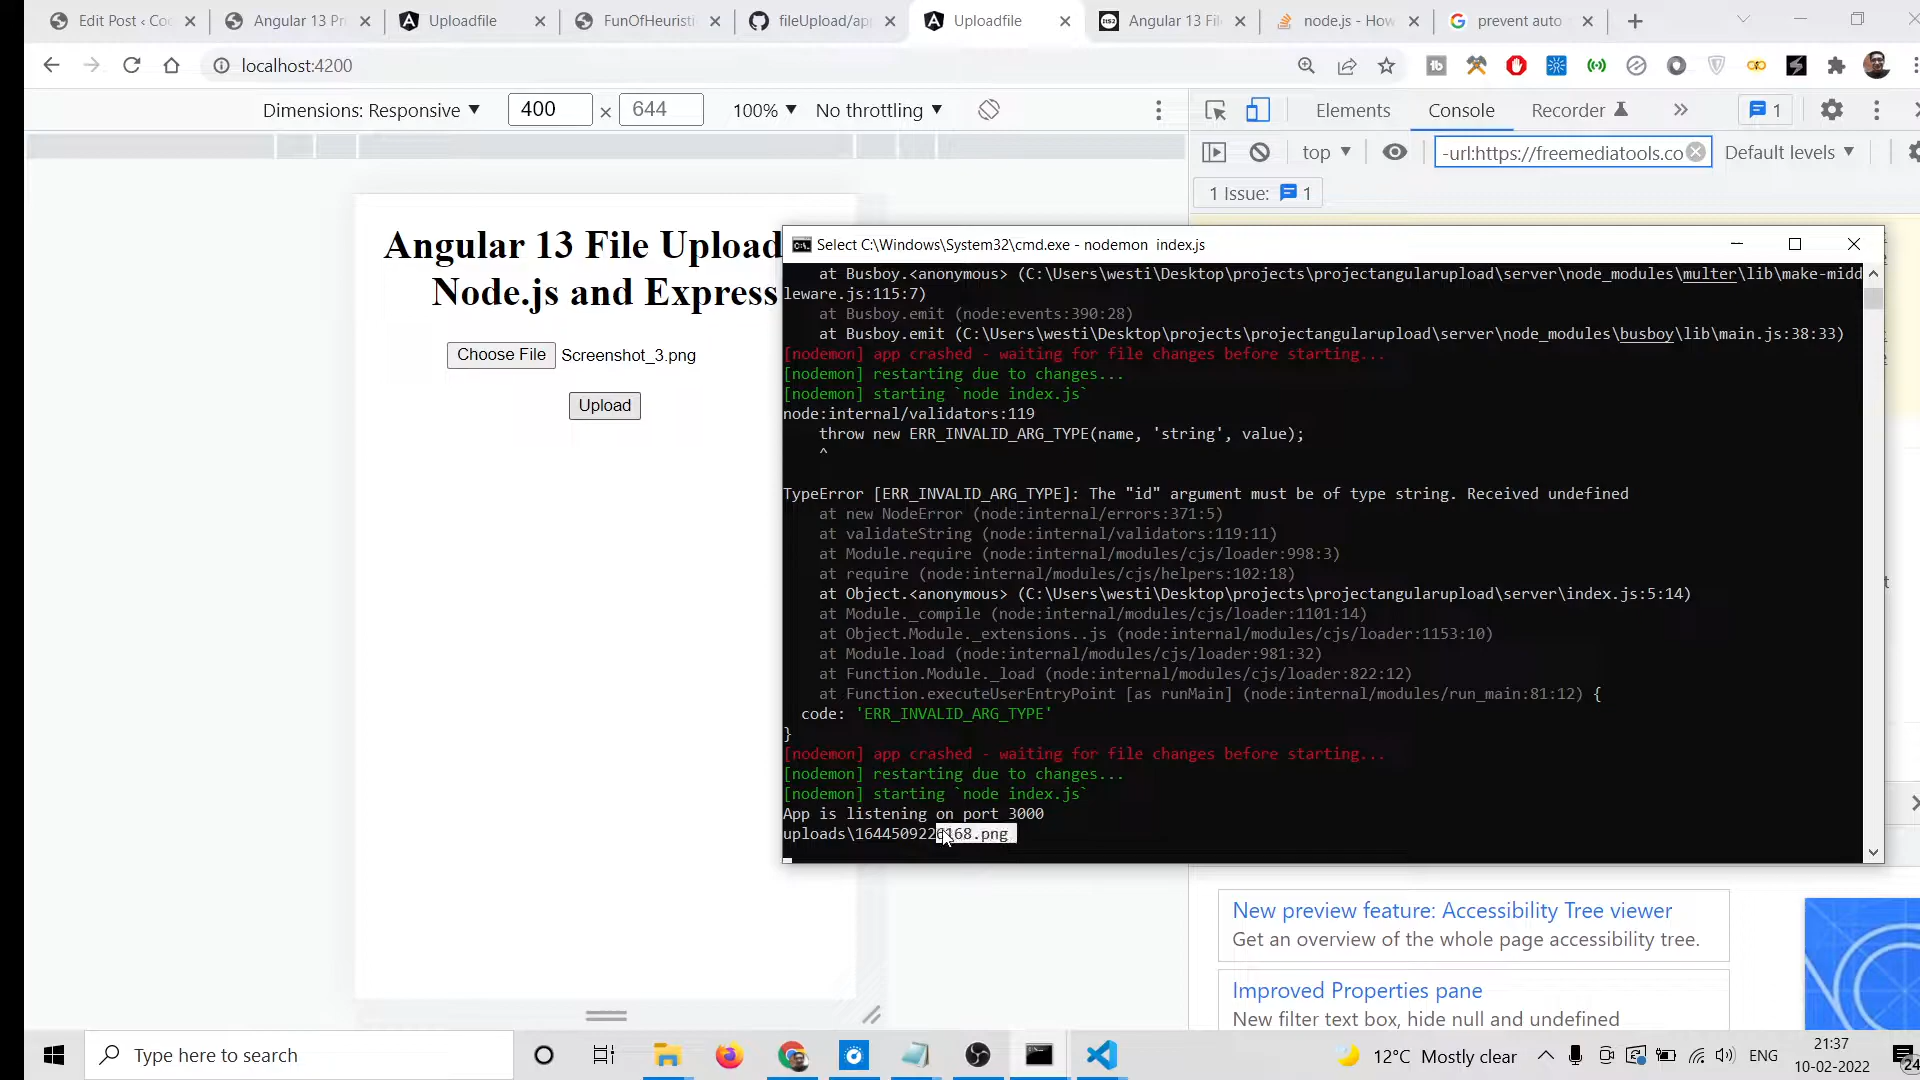 Edit Post ‹ Co
Angular 13 Pr
Uploadfile
FunOfHeuristi
fileUpload/ap
Uploadfile
Angular 13 Fil
node.js - How
prevent auto
localhost:4200
Dimensions: Responsive
400
×
644
100%
No throttling
Elements
Console
Recorder
»
1
top
-url:https://freemediatools.co
Default levels
1 Issue:
1
Angular 13 File Upload
Node.js and Express
Choose File
Screenshot_3.png
Upload
Select C:\Windows\System32\cmd.exe - nodemon  index.js
at Busboy.<anonymous> (C:\Users\westi\Desktop\projects\projectangularupload\server\node_modules\multer\lib\make-midd
leware.js:115:7)
at Busboy.emit (node:events:390:28)
at Busboy.emit (C:\Users\westi\Desktop\projects\projectangularupload\server\node_modules\busboy\lib\main.js:38:33)
[nodemon] app crashed - waiting for file changes before starting...
[nodemon] restarting due to changes...
[nodemon] starting `node index.js`
node:internal/validators:119
throw new ERR_INVALID_ARG_TYPE(name, 'string', value);
^
TypeError [ERR_INVALID_ARG_TYPE]: The "id" argument must be of type string. Received undefined
at new NodeError (node:internal/errors:371:5)
at validateString (node:internal/validators:119:11)
at Module.require (node:internal/modules/cjs/loader:998:3)
at require (node:internal/modules/cjs/helpers:102:18)
at Object.<anonymous> (C:\Users\westi\Desktop\projects\projectangularupload\server\index.js:5:14)
at Module._compile (node:internal/modules/cjs/loader:1101:14)
at Object.Module._extensions..js (node:internal/modules/cjs/loader:1153:10)
at Module.load (node:internal/modules/cjs/loader:981:32)
at Function.Module._load (node:internal/modules/cjs/loader:822:12)
at Function.executeUserEntryPoint [as runMain] (node:internal/modules/run_main:81:12) {
code: 'ERR_INVALID_ARG_TYPE'
}
[nodemon] app crashed - waiting for file changes before starting...
[nodemon] restarting due to changes...
[nodemon] starting `node index.js`
App is listening on port 3000
uploads\1644509226168.png
New preview feature: Accessibility Tree viewer
Get an overview of the whole page accessibility tree.
Improved Properties pane
New filter text box, hide null and undefined
Type here to search
12°C
Mostly clear
ENG
21:37
10-02-2022
24